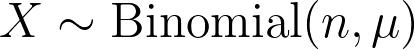 X ∼ Binomial(n, μ)